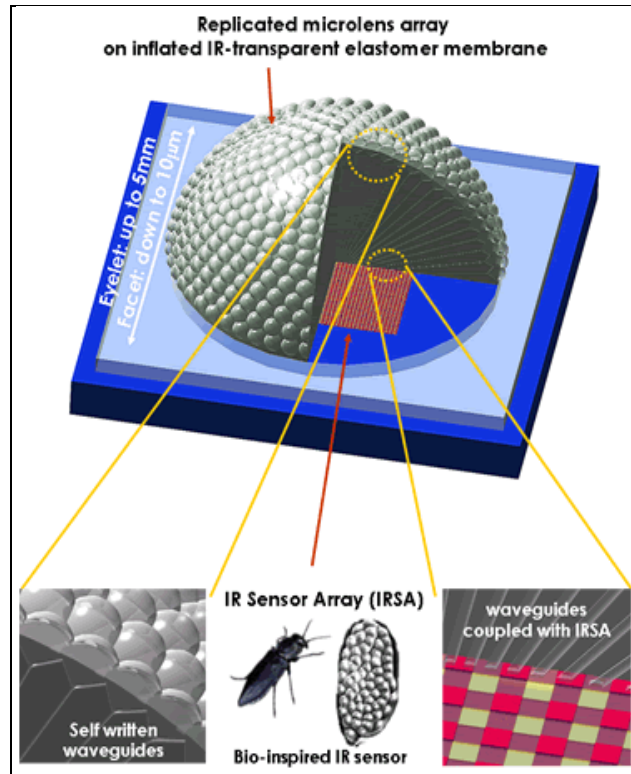 Replicated microlens array
on inflated IR-transparent elastomer membrane
Eyelet: up to 5mm
Facet: down to 10μm
IR Sensor Array (IRSA)
waveguides
coupled with IRSA
Self written
waveguides
Bio-inspired IR sensor